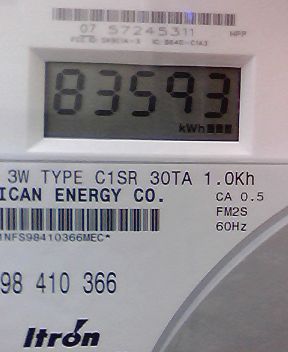 07 57245311
83593
kWh
3W TYPE C1SR 30TA 1.0Kh
ICAN ENERGY CO.
CA 0.5
FM2S
60Hz
1NFS98410366MEC*
98 410 366
Itron